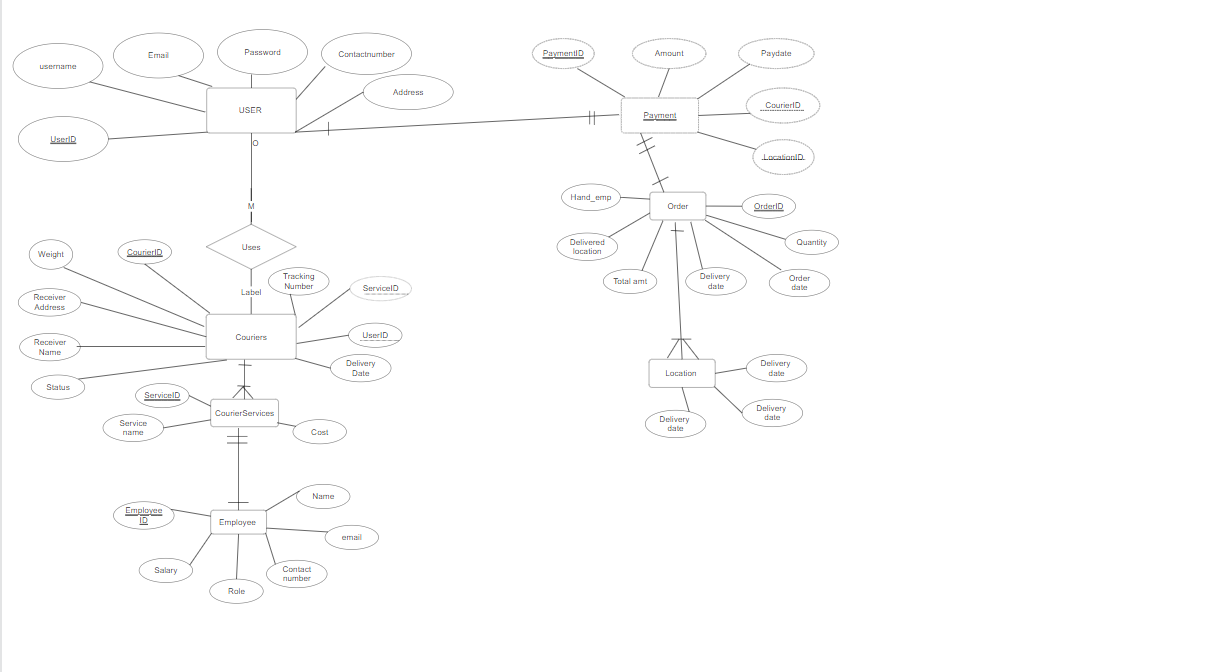 username
Email
Password
Contactnumber
Address
USER
UserID
O
M
Uses
Label
Weight
CourierID
Tracking
Number
ServiceID
Receiver
Address
Couriers
UserID
Receiver
Name
Delivery
Date
Status
ServiceID
CourierServices
Service
name
Cost
Employee
ID
Employee
Name
email
Salary
Role
Contact
number
PaymentID
Amount
Paydate
Payment
CourierID
LocationID
Hand_emp
Order
OrderID
Delivered
location
Quantity
Total amt
Delivery
date
Order
date
Location
Delivery
date
Delivery
date
Delivery
date